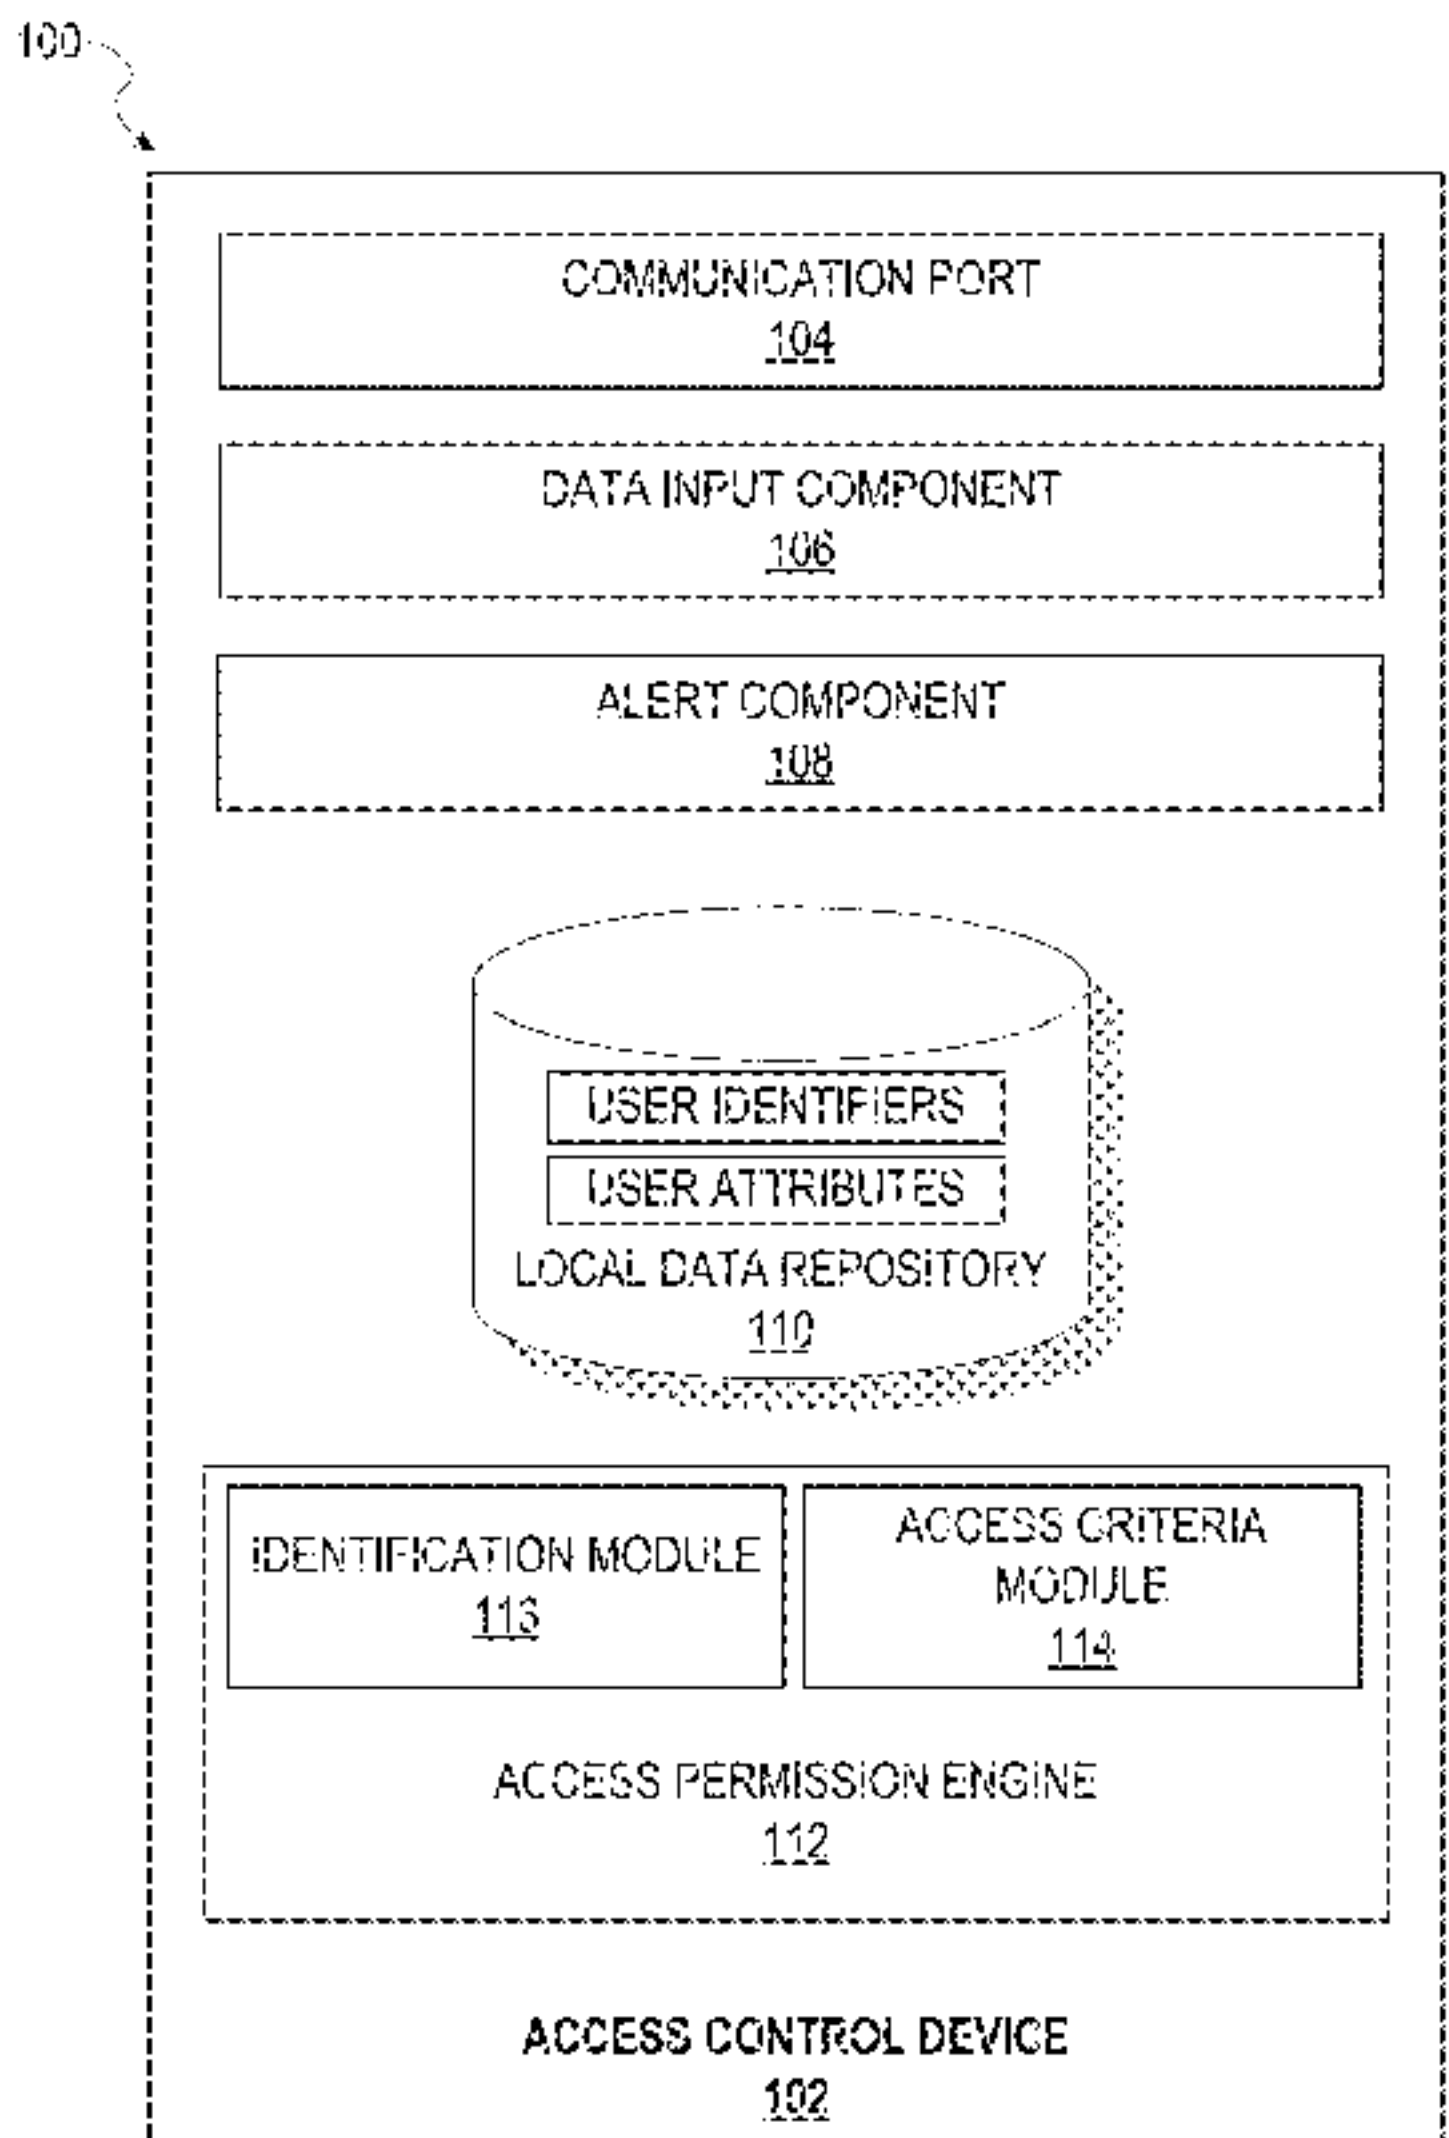 100
COMMUNICATION PORT
104
DATA INPUT COMPONENT
106
ALERT COMPONENT
108
USER IDENTIFIERS
USER ATTRIBUTES
LOCAL DATA REPOSITORY
110
IDENTIFICATION MODULE
113
ACCESS CRITERIA
MODULE
114
ACCESS PERMISSION ENGINE
112
ACCESS CONTROL DEVICE
102